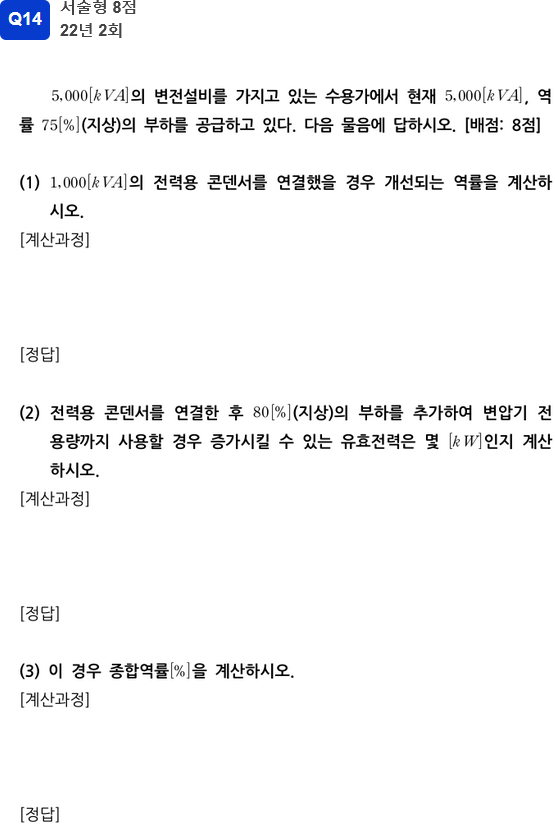 Q14
서술형 8점
22년 2회
5,000[kVA]의 변전설비를 가지고 있는 수용가에서 현재 5,000[kVA], 역
률 75[%](지상)의 부하를 공급하고 있다. 다음 물음에 답하시오. [배점: 8점]
(1) 1,000[kVA]의 전력용 콘덴서를 연결했을 경우 개선되는 역률을 계산하
시오.
[계산과정]
[정답]
(2) 전력용 콘덴서를 연결한 후 80[%](지상)의 부하를 추가하여 변압기 전
용량까지 사용할 경우 증가시킬 수 있는 유효전력은 몇 [kW]인지 계산
하시오.
[계산과정]
[정답]
(3) 이 경우 종합역률[%]을 계산하시오.
[계산과정]
[정답]